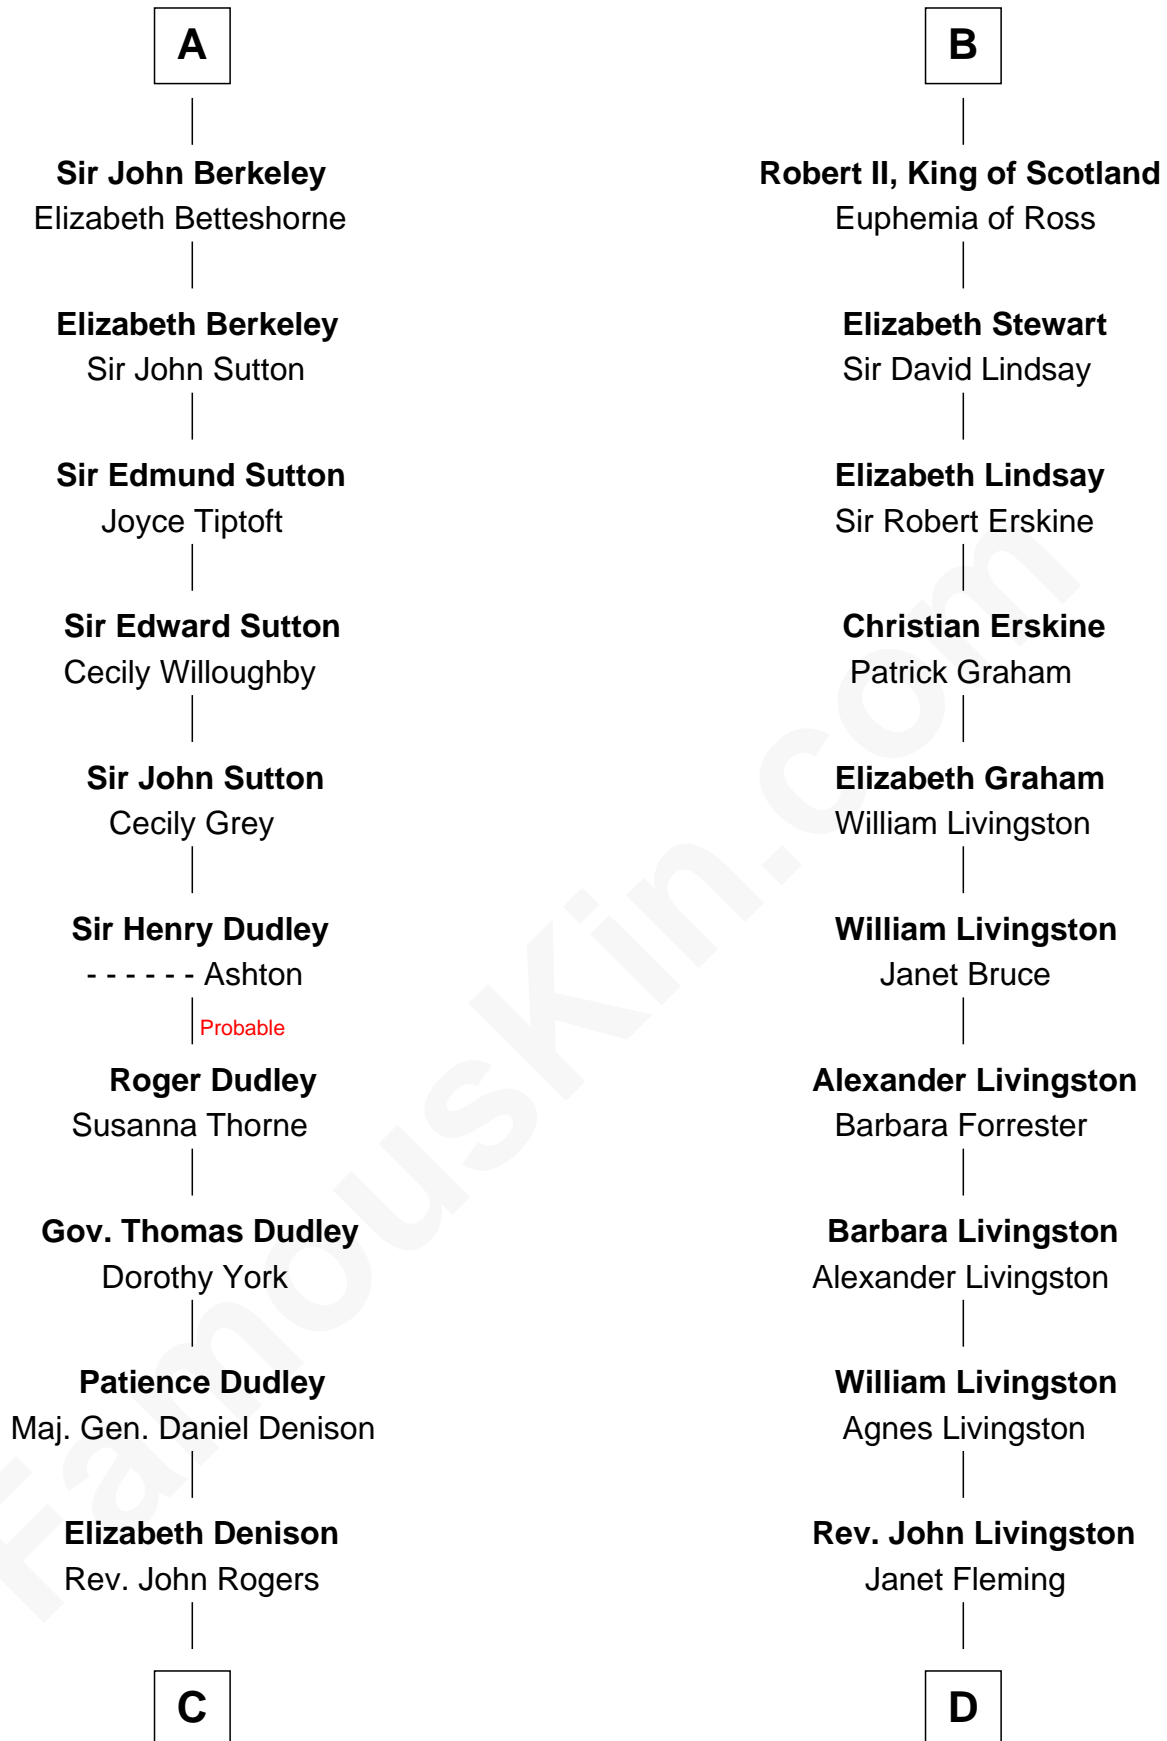 A
Sir John Berkeley
Elizabeth Betteshorne
Elizabeth Berkeley
Sir John Sutton
Sir Edmund Sutton
Joyce Tiptoft
Sir Edward Sutton
Cecily Willoughby
Sir John Sutton
Cecily Grey
Sir Henry Dudley
- - - - - - Ashton
Probable
Roger Dudley
Susanna Thorne
Gov. Thomas Dudley
Dorothy York
Patience Dudley
Maj. Gen. Daniel Denison
Elizabeth Denison
Rev. John Rogers
C
B
Robert II, King of Scotland
Euphemia of Ross
Elizabeth Stewart
Sir David Lindsay
Elizabeth Lindsay
Sir Robert Erskine
Christian Erskine
Patrick Graham
Elizabeth Graham
William Livingston
William Livingston
Janet Bruce
Alexander Livingston
Barbara Forrester
Barbara Livingston
Alexander Livingston
William Livingston
Agnes Livingston
Rev. John Livingston
Janet Fleming
D
FamousKin.com